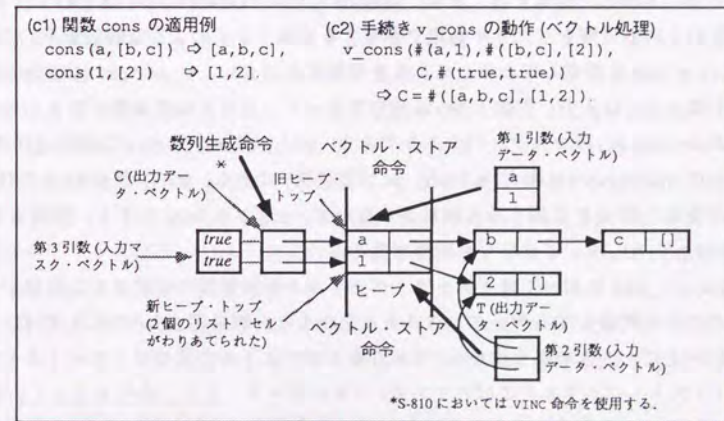 (c1) 関数 cons の適用例
cons(a,[b,c]) ⇨ [a,b,c],
cons(1,[2]) ⇨ [1,2]
(c2) 手続き v_cons の動作 (ベクトル処理)
v_cons(#(a,1),#([b,c],[2]),
C,#(true,true))
⇨ C=#([a,b,c],[1,2])
数列生成命令
*
ベクトル・ストア
命令
第1引数 (入力
データ・ベクトル)
a
1
C (出力デー
タ・ベクトル)
旧ヒープ・
トップ
第3引数 (入力マ
スク・ベクトル)
true
true
a
1
b
c []
2 []
ヒープ
新ヒープ・トップ
(2個のコンス・セル
がわりあてられた)
ベクトル・ストア
命令
T (出力デー
タ・ベクトル)
第2引数 (入力
データ・ベクトル)
*S-810 においては VINC 命令を使用する.